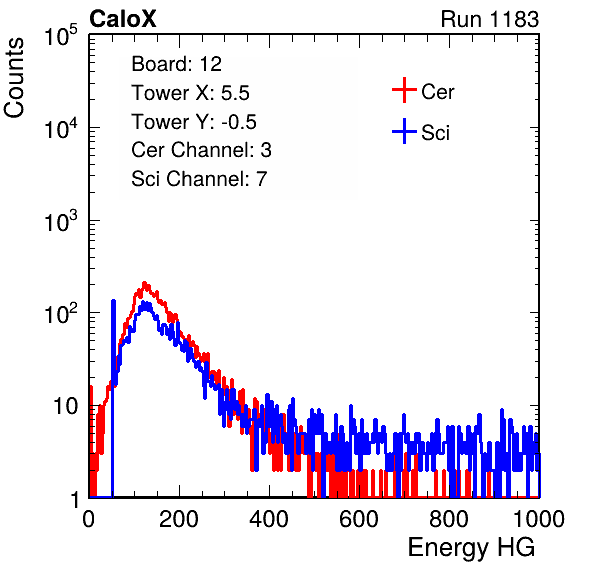 CaloX Run 1183
Counts
Board: 12
Tower X: 5.5
Tower Y: -0.5
Cer Channel: 3
Sci Channel: 7
Cer
Sci
10^5
10^4
10^3
10^2
10
1
0 200 400 600 800 1000
Energy HG